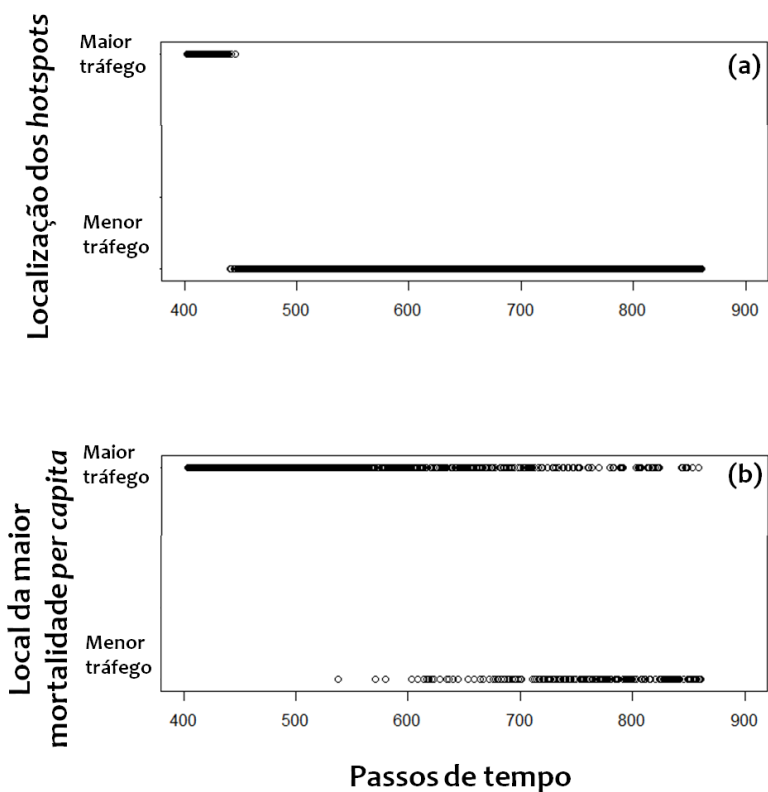 Localização dos hotspots
Maior
tráfego
Menor
tráfego
(a)
400 500 600 700 800 900
Local da maior
mortalidade per capita
Maior
tráfego
Menor
tráfego
(b)
400 500 600 700 800 900
Passos de tempo